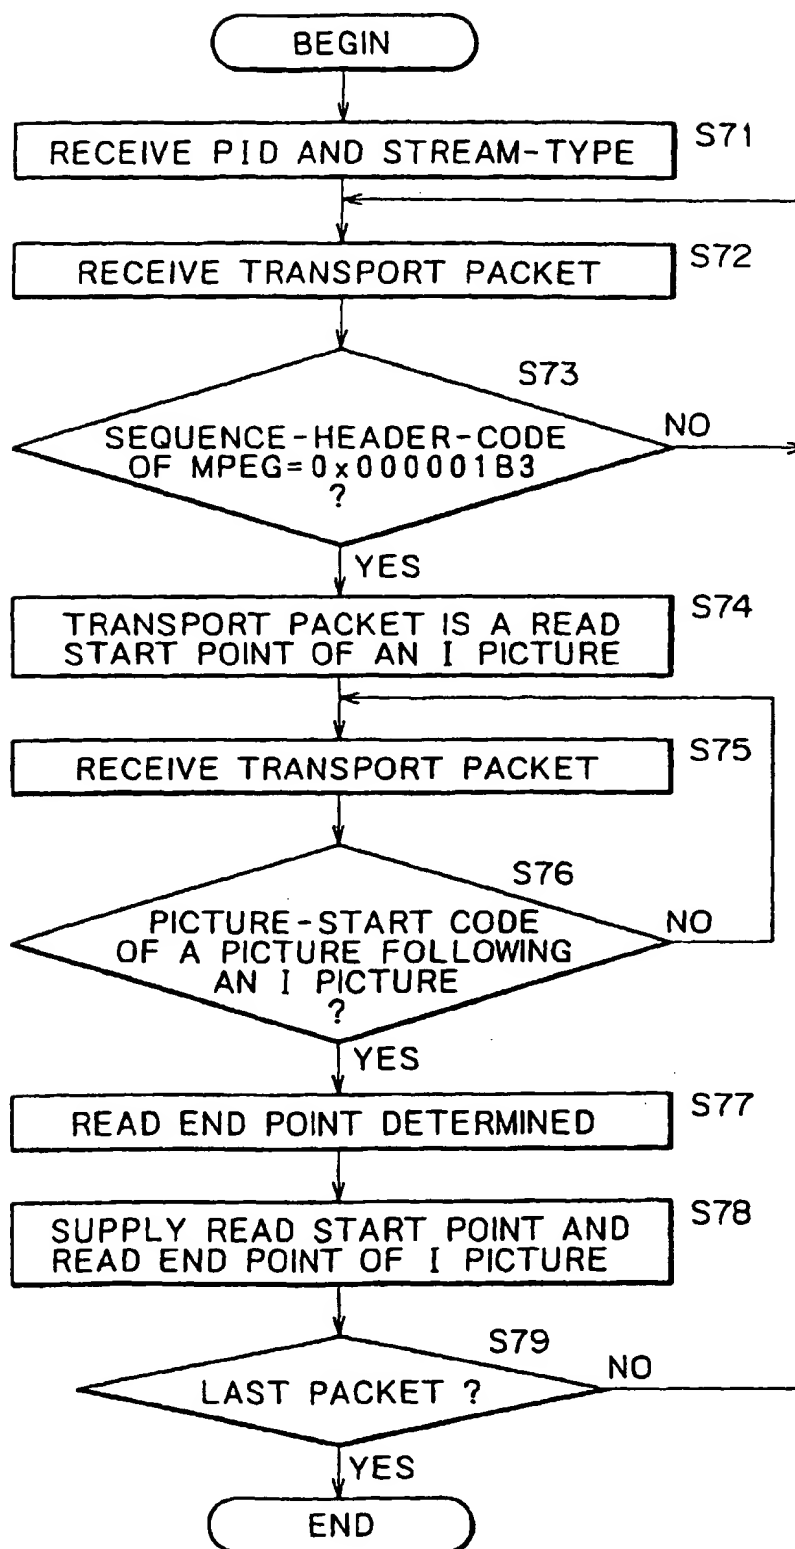 BEGIN
RECEIVE PID AND STREAM-TYPE
S71
RECEIVE TRANSPORT PACKET
S72
S73
SEQUENCE-HEADER-CODE
OF MPEG=0x000001B3
?
NO
YES
TRANSPORT PACKET IS A READ
START POINT OF AN I PICTURE
S74
RECEIVE TRANSPORT PACKET
S75
S76
PICTURE-START CODE
OF A PICTURE FOLLOWING
AN I PICTURE
?
NO
YES
READ END POINT DETERMINED
S77
SUPPLY READ START POINT AND
READ END POINT OF I PICTURE
S78
S79
LAST PACKET ?
NO
YES
END